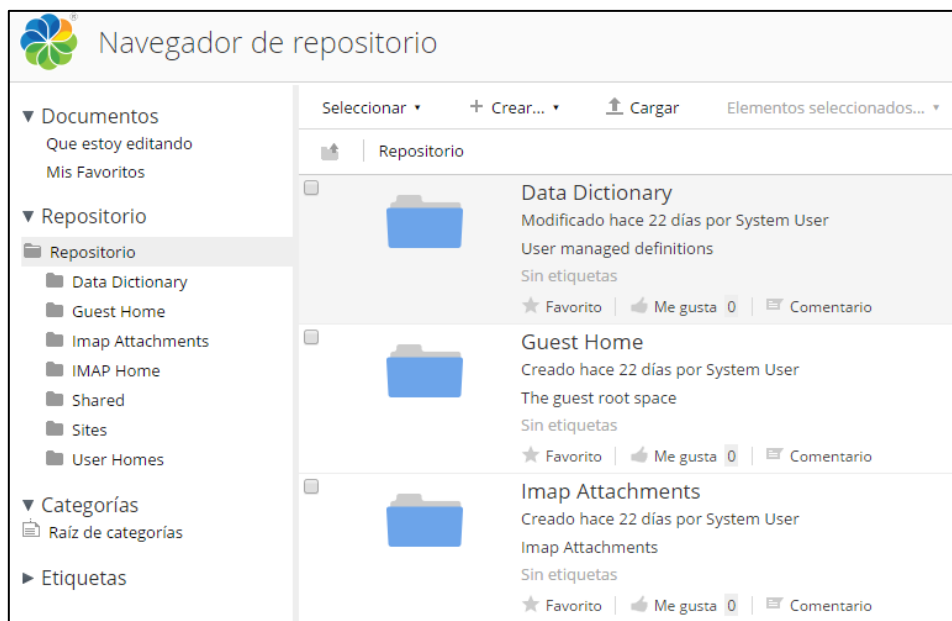 Navegador de repositorio
Documentos
Que estoy editando
Mis Favoritos
Repositorio
Repositorio
Data Dictionary
Guest Home
Imap Attachments
IMAP Home
Shared
Sites
User Homes
Categorías
Raíz de categorías
Etiquetas
Seleccionar + Crear... Cargar Elementos seleccionados...
Repositorio
Data Dictionary
Modificado hace 22 días por System User
User managed definitions
Sin etiquetas
Favorito Me gusta 0 Comentario
Guest Home
Creado hace 22 días por System User
The guest root space
Sin etiquetas
Favorito Me gusta 0 Comentario
Imap Attachments
Creado hace 22 días por System User
Imap Attachments
Sin etiquetas
Favorito Me gusta 0 Comentario